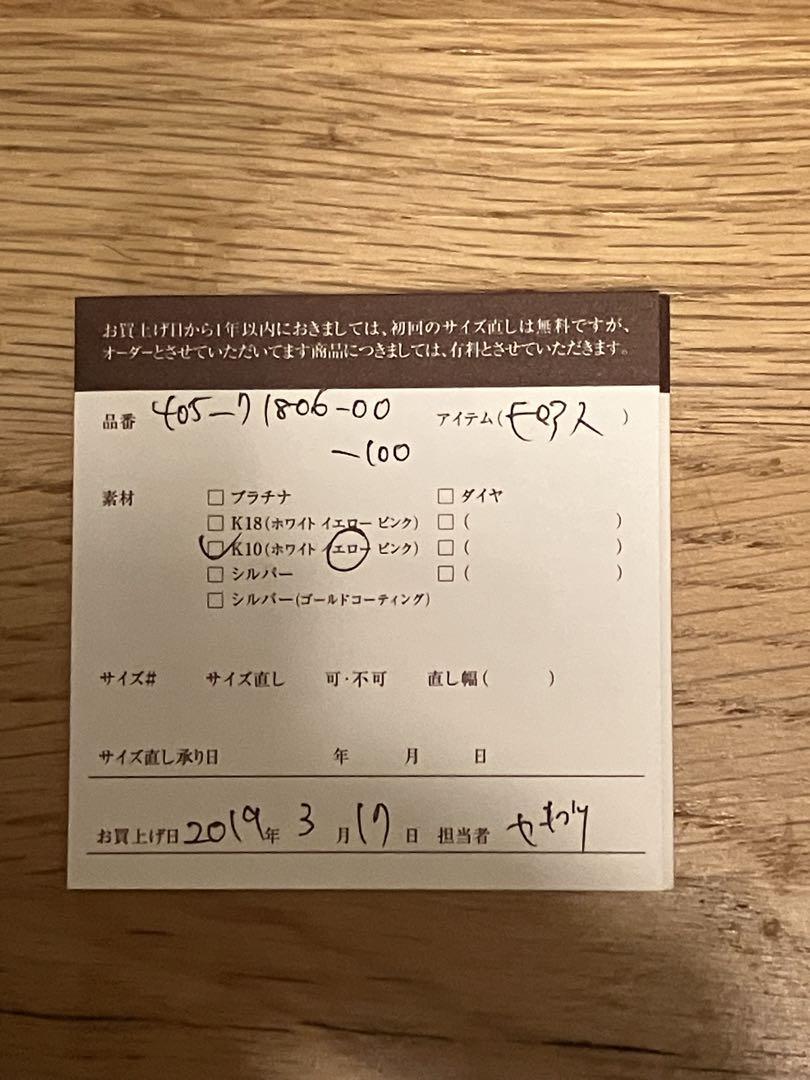 お買上げ日から1年以内におきましては、初回のサイズ直しは無料ですが、
オーダーとさせていただいてます商品につきましては、有料とさせていただきます。
品番 405-71806-00 アイテム(ピアス)
-100
素材 □ プラチナ □ ダイヤ
□ K18(ホワイト イエロー ピンク) □ ( )
□ K10(ホワイト イエロー ピンク) □ ( )
□ シルバー □ ( )
□ シルバー(ゴールドコーティング)
サイズ# サイズ直し 可・不可 直し幅( )
サイズ直し承り日 年 月 日
お買上げ日 2019年 3月17日 担当者